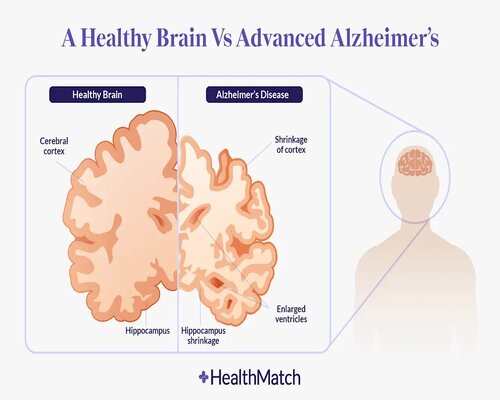 A Healthy Brain Vs Advanced Alzheimer's
Healthy Brain
Alzheimer's Disease
Cerebral
cortex
Shrinkage
of cortex
Enlarged
ventricles
Hippocampus
Hippocampus
shrinkage
HealthMatch